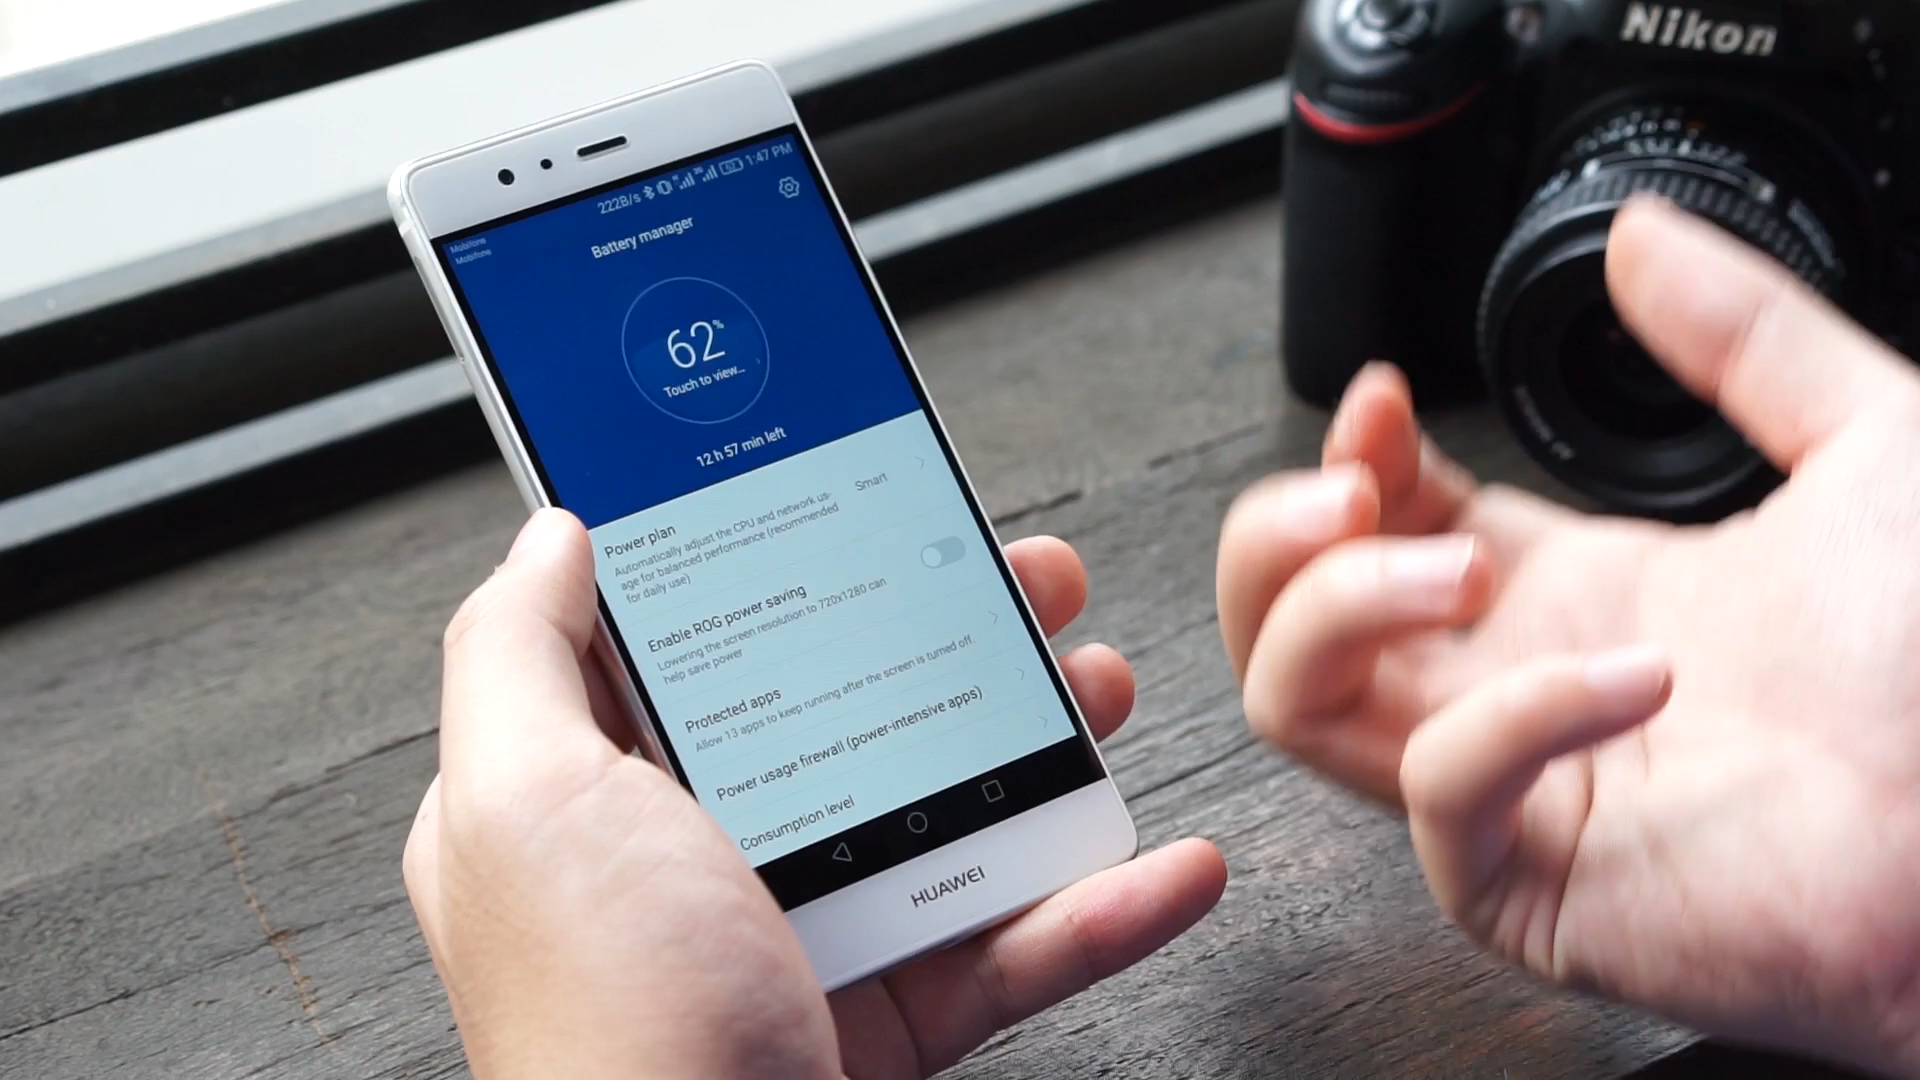 Nikon
222B/s 1:47 PM
Mobifone
Mobifone
Battery manager
62%
Touch to view...
12 h 57 min left
Power plan
Smart
Automatically adjust the CPU and network us-
age for balanced performance (recommended
for daily use)
Enable ROG power saving
Lowering the screen resolution to 720x1280 can
help save power
Protected apps
Allow 13 apps to keep running after the screen is turned off.
Power usage firewall (power-intensive apps)
Consumption level
HUAWEI